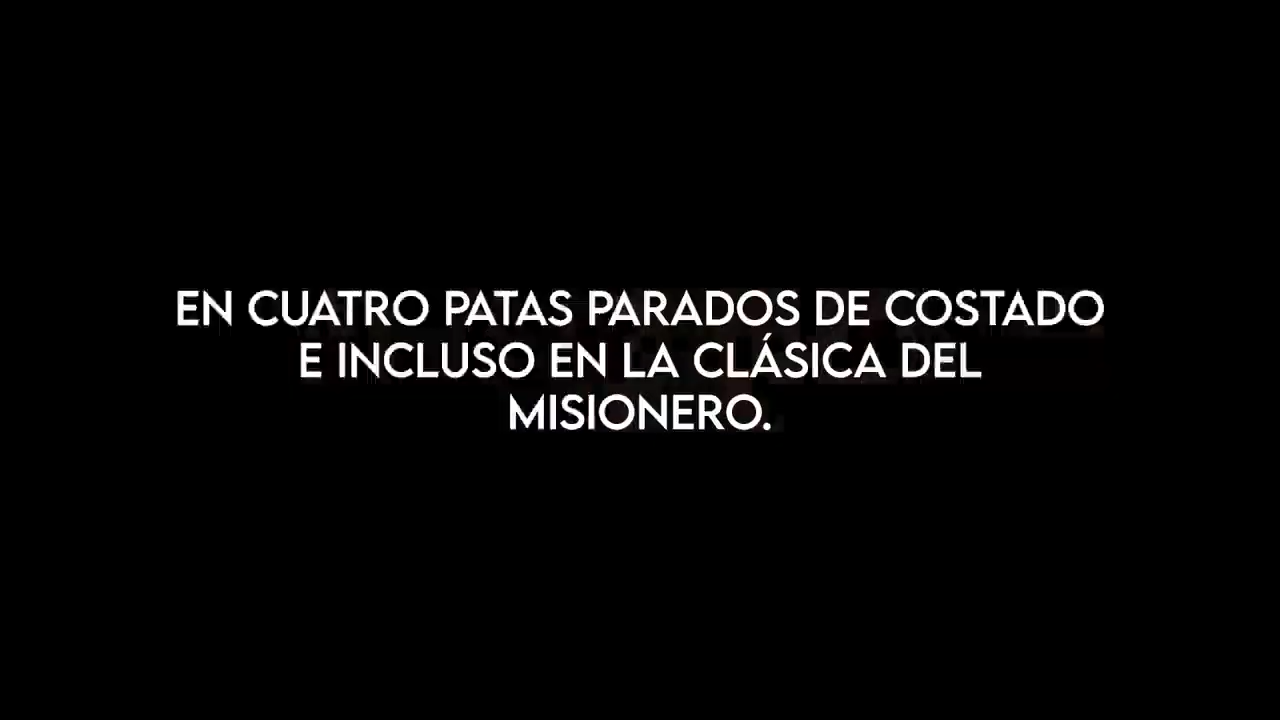 EN CUATRO PATAS PARADOS DE COSTADO
E INCLUSO EN LA CLÁSICA DEL
MISIONERO.